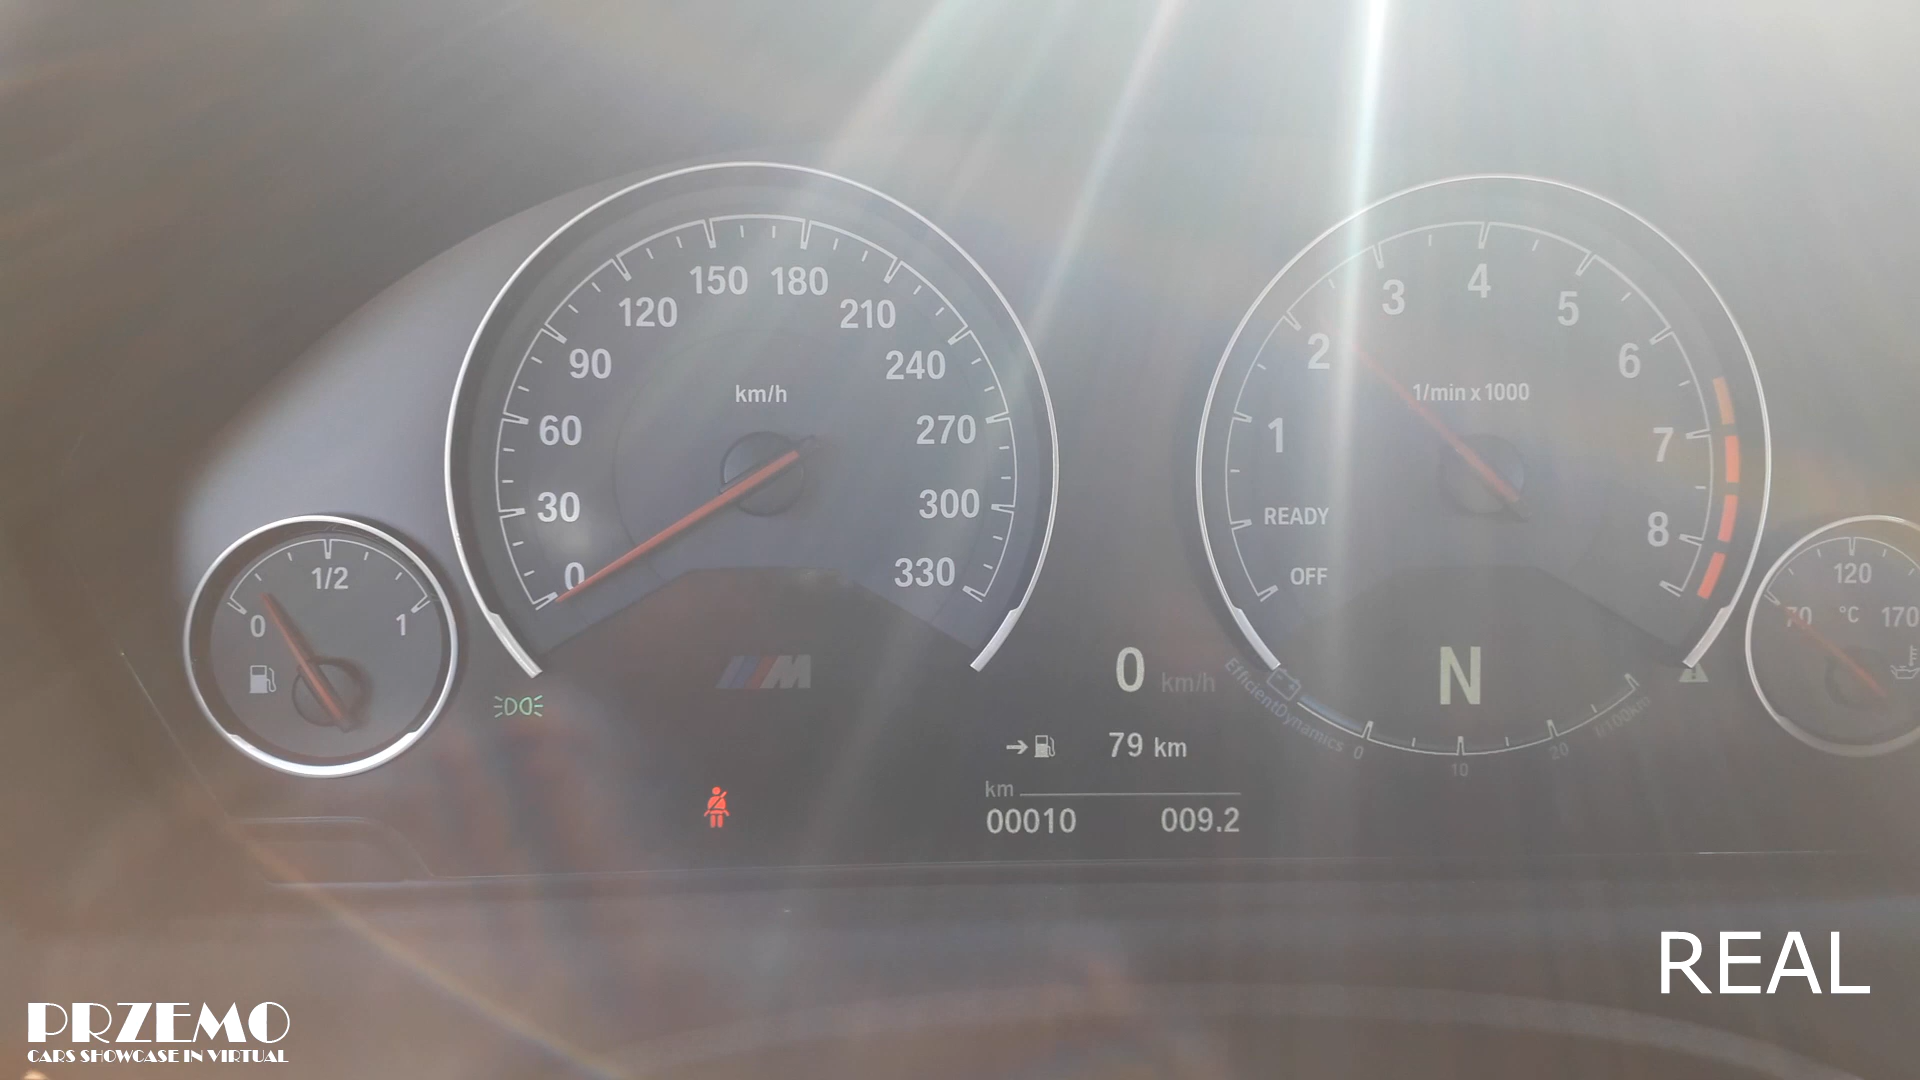 150 180
120 210
90 240
km/h
60 270
30 300
0 330
4
3 5
2 6
1/min x 1000
1 7
READY 8
OFF
1/2
0 1
120
70 °C 170
M
0 km/h
N
79 km
km
00010 009.2
EfficientDynamics
0 10 20
l/100km
REAL
PRZEMO
CARS SHOWCASE IN VIRTUAL